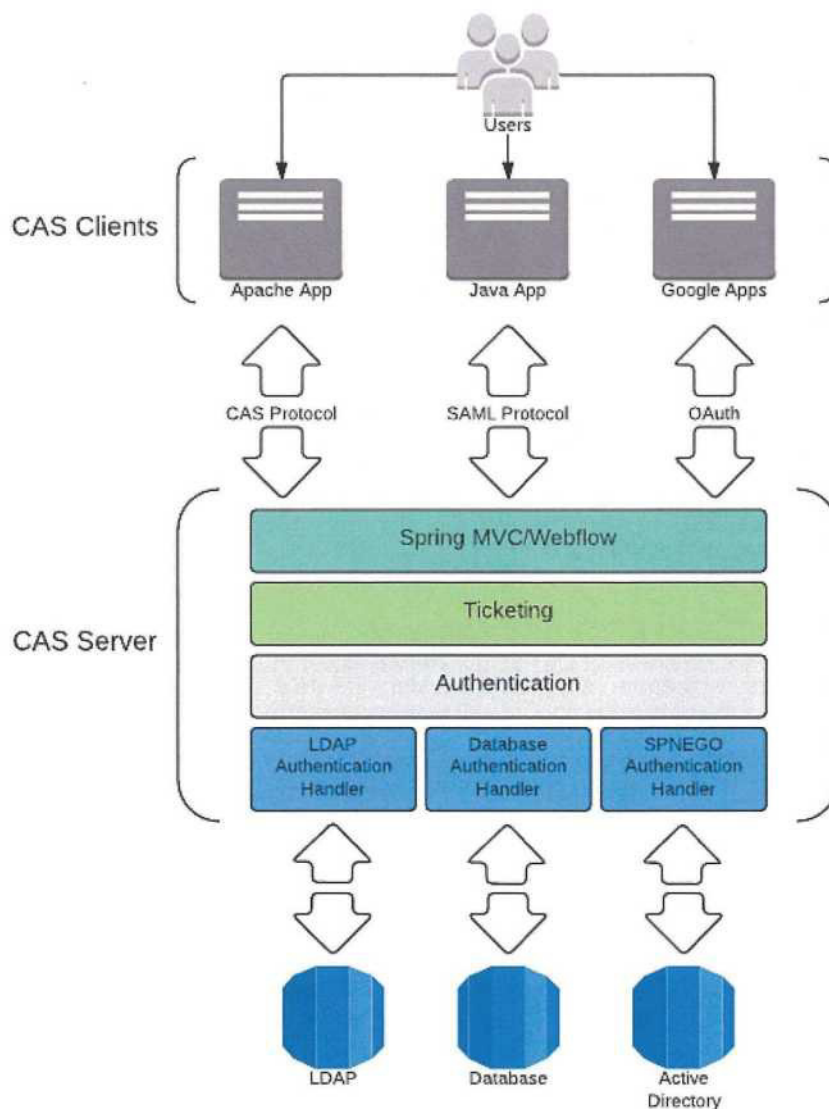 Users
CAS Clients
Apache App
Java App
Google Apps
CAS Protocol
SAML Protocol
OAuth
CAS Server
Spring MVC/Webflow
Ticketing
Authentication
LDAP
Authentication
Handler
Database
Authentication
Handler
SPNEGO
Authentication
Handler
LDAP
Database
Active
Directory